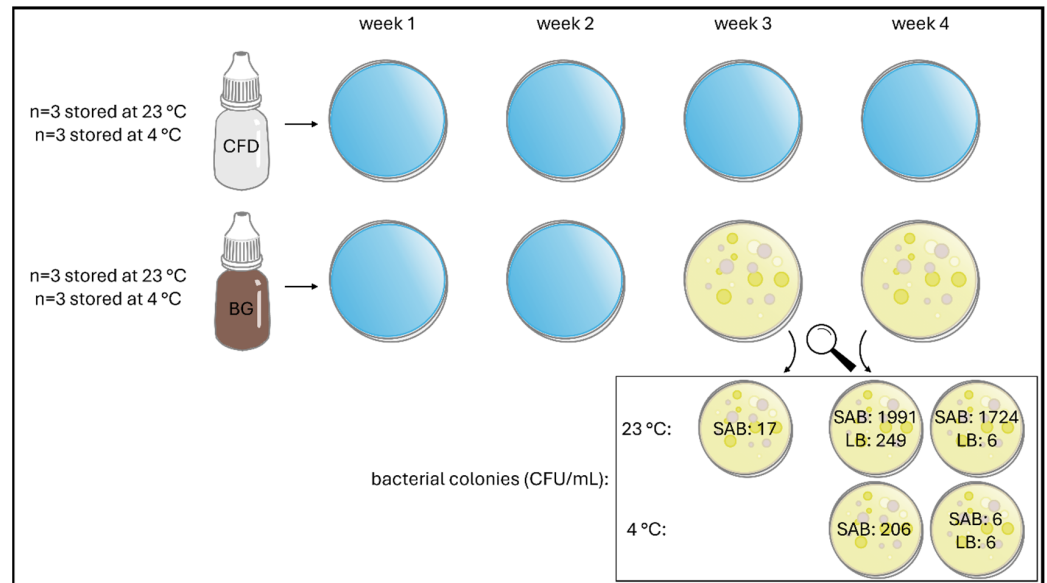 week 1
week 2
week 3
week 4
n=3 stored at 23 °C
n=3 stored at 4 °C
CFD
n=3 stored at 23 °C
n=3 stored at 4 °C
BG
bacterial colonies (CFU/mL):
23 °C:
SAB: 17
SAB: 1991
LB: 249
SAB: 1724
LB: 6
4 °C:
SAB: 206
SAB: 6
LB: 6